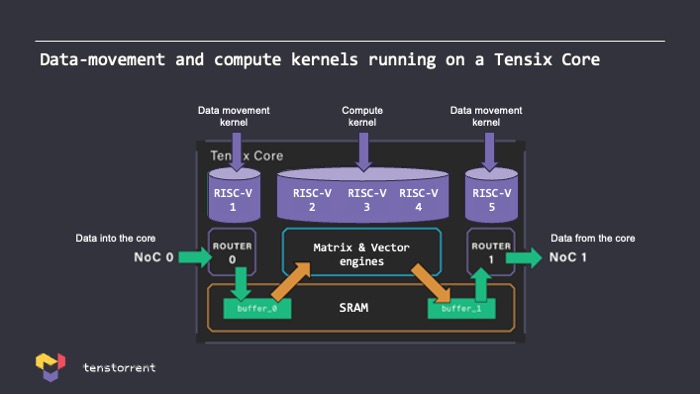 Data-movement and compute kernels running on a Tensix Core
Data movement
kernel
Compute
kernel
Data movement
kernel
Tensix Core
RISC-V
1
RISC-V
2
RISC-V
3
RISC-V
4
RISC-V
5
Data into the core
NoC 0
ROUTER
0
Matrix & Vector
engines
ROUTER
1
Data from the core
NoC 1
buffer_0
SRAM
buffer_1
tenstorrent